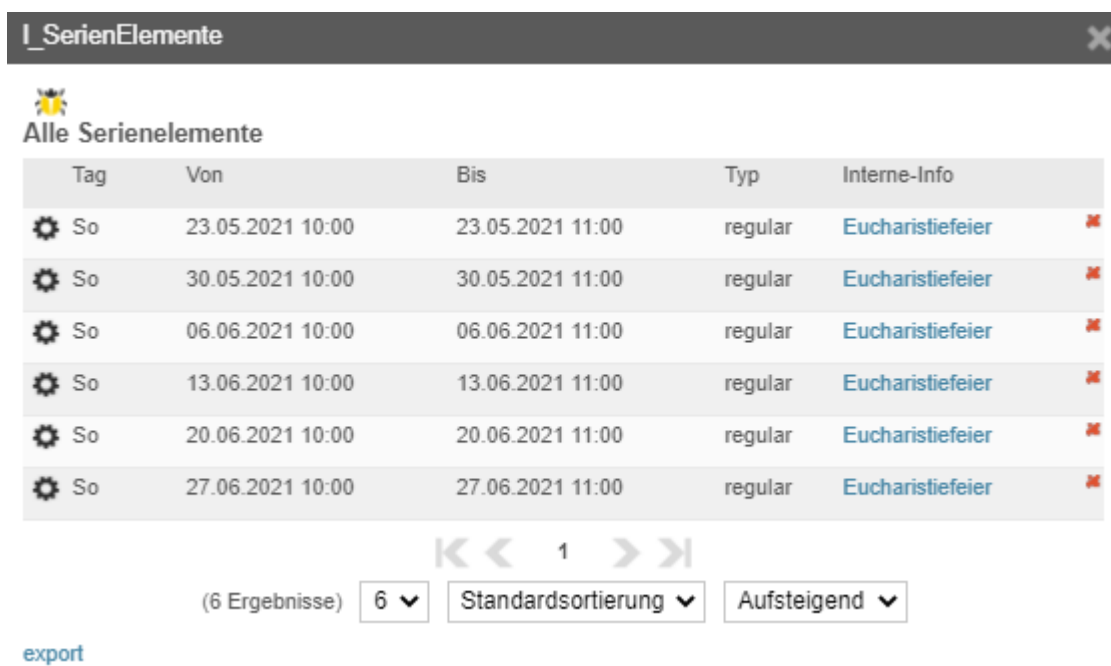 I_SerienElemente
Alle Serienelemente
Tag Von Bis Typ Interne-Info
So 23.05.2021 10:00 23.05.2021 11:00 regular Eucharistiefeier
So 30.05.2021 10:00 30.05.2021 11:00 regular Eucharistiefeier
So 06.06.2021 10:00 06.06.2021 11:00 regular Eucharistiefeier
So 13.06.2021 10:00 13.06.2021 11:00 regular Eucharistiefeier
So 20.06.2021 10:00 20.06.2021 11:00 regular Eucharistiefeier
So 27.06.2021 10:00 27.06.2021 11:00 regular Eucharistiefeier
1
(6 Ergebnisse) 6 Standardsortierung Aufsteigend
export